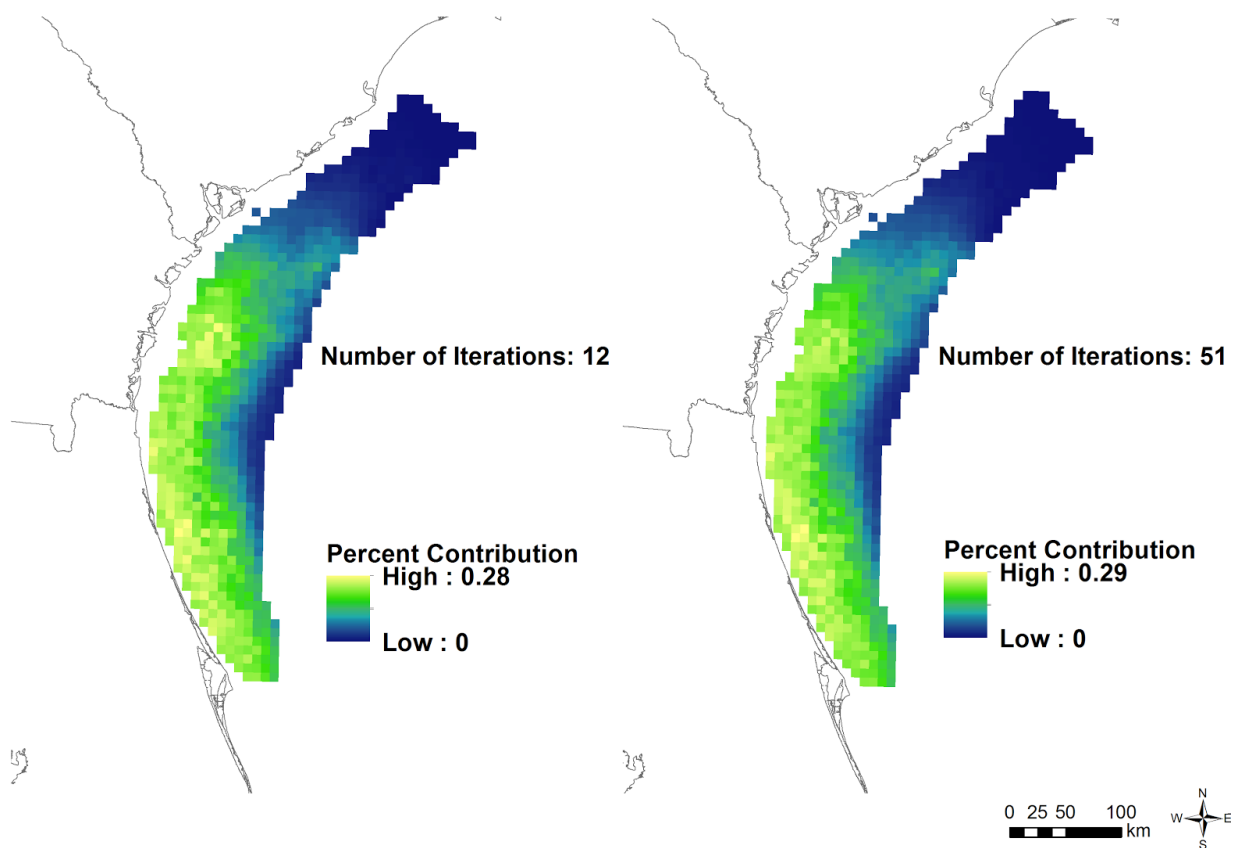 Number of Iterations: 12
Percent Contribution
High : 0.28
Low : 0
Number of Iterations: 51
Percent Contribution
High : 0.29
Low : 0
0 25 50 100
km
N
W E
S